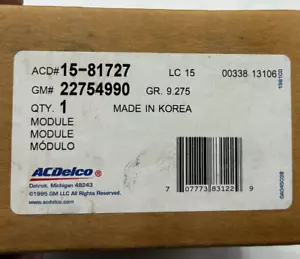 ACD# 15-81727 LC 15 00338 13106
GM# 22754990 GR. 9.275
QTY. 1 MADE IN KOREA
MODULE
MODULE
MÓDULO
ACDelco
Detroit, Michigan 48243
©1995 GM LLC All Rights Reserved
www.acdelco.com
7 07773 83122 9